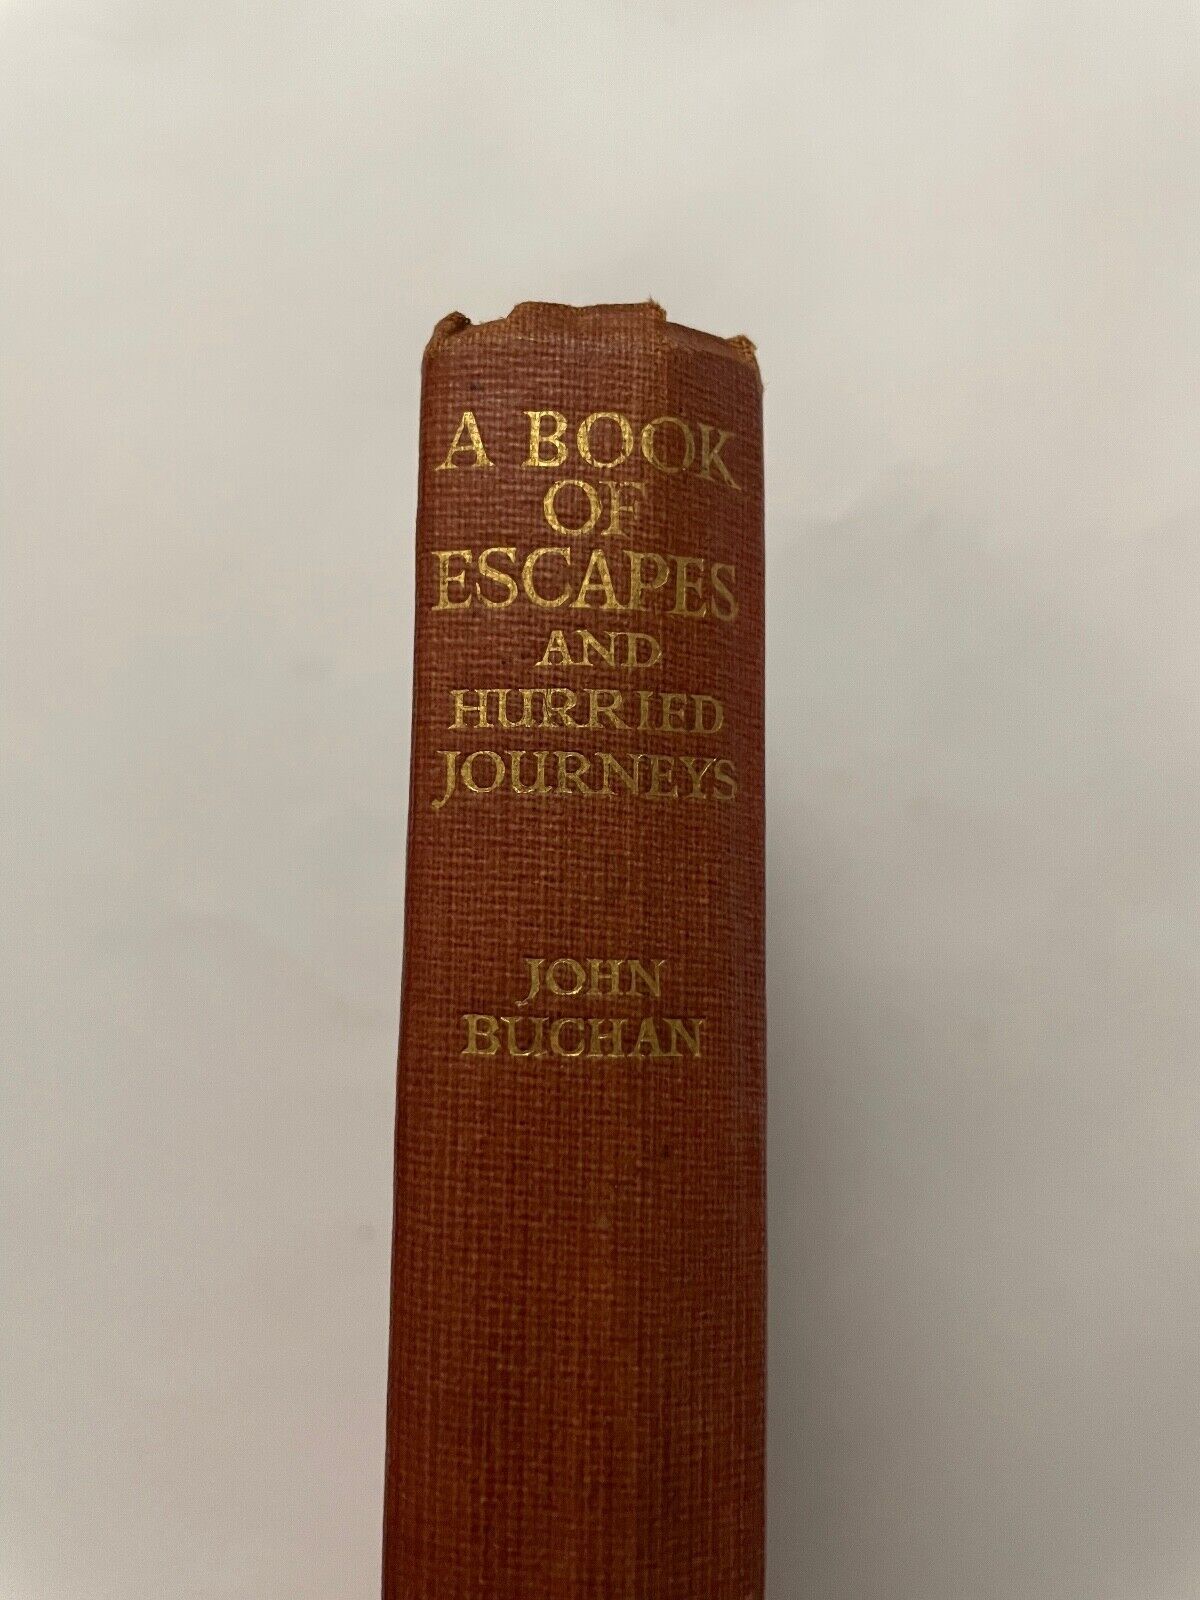 A BOOK
OF
ESCAPES
AND
HURRIED
JOURNEYS
JOHN
BUCHAN